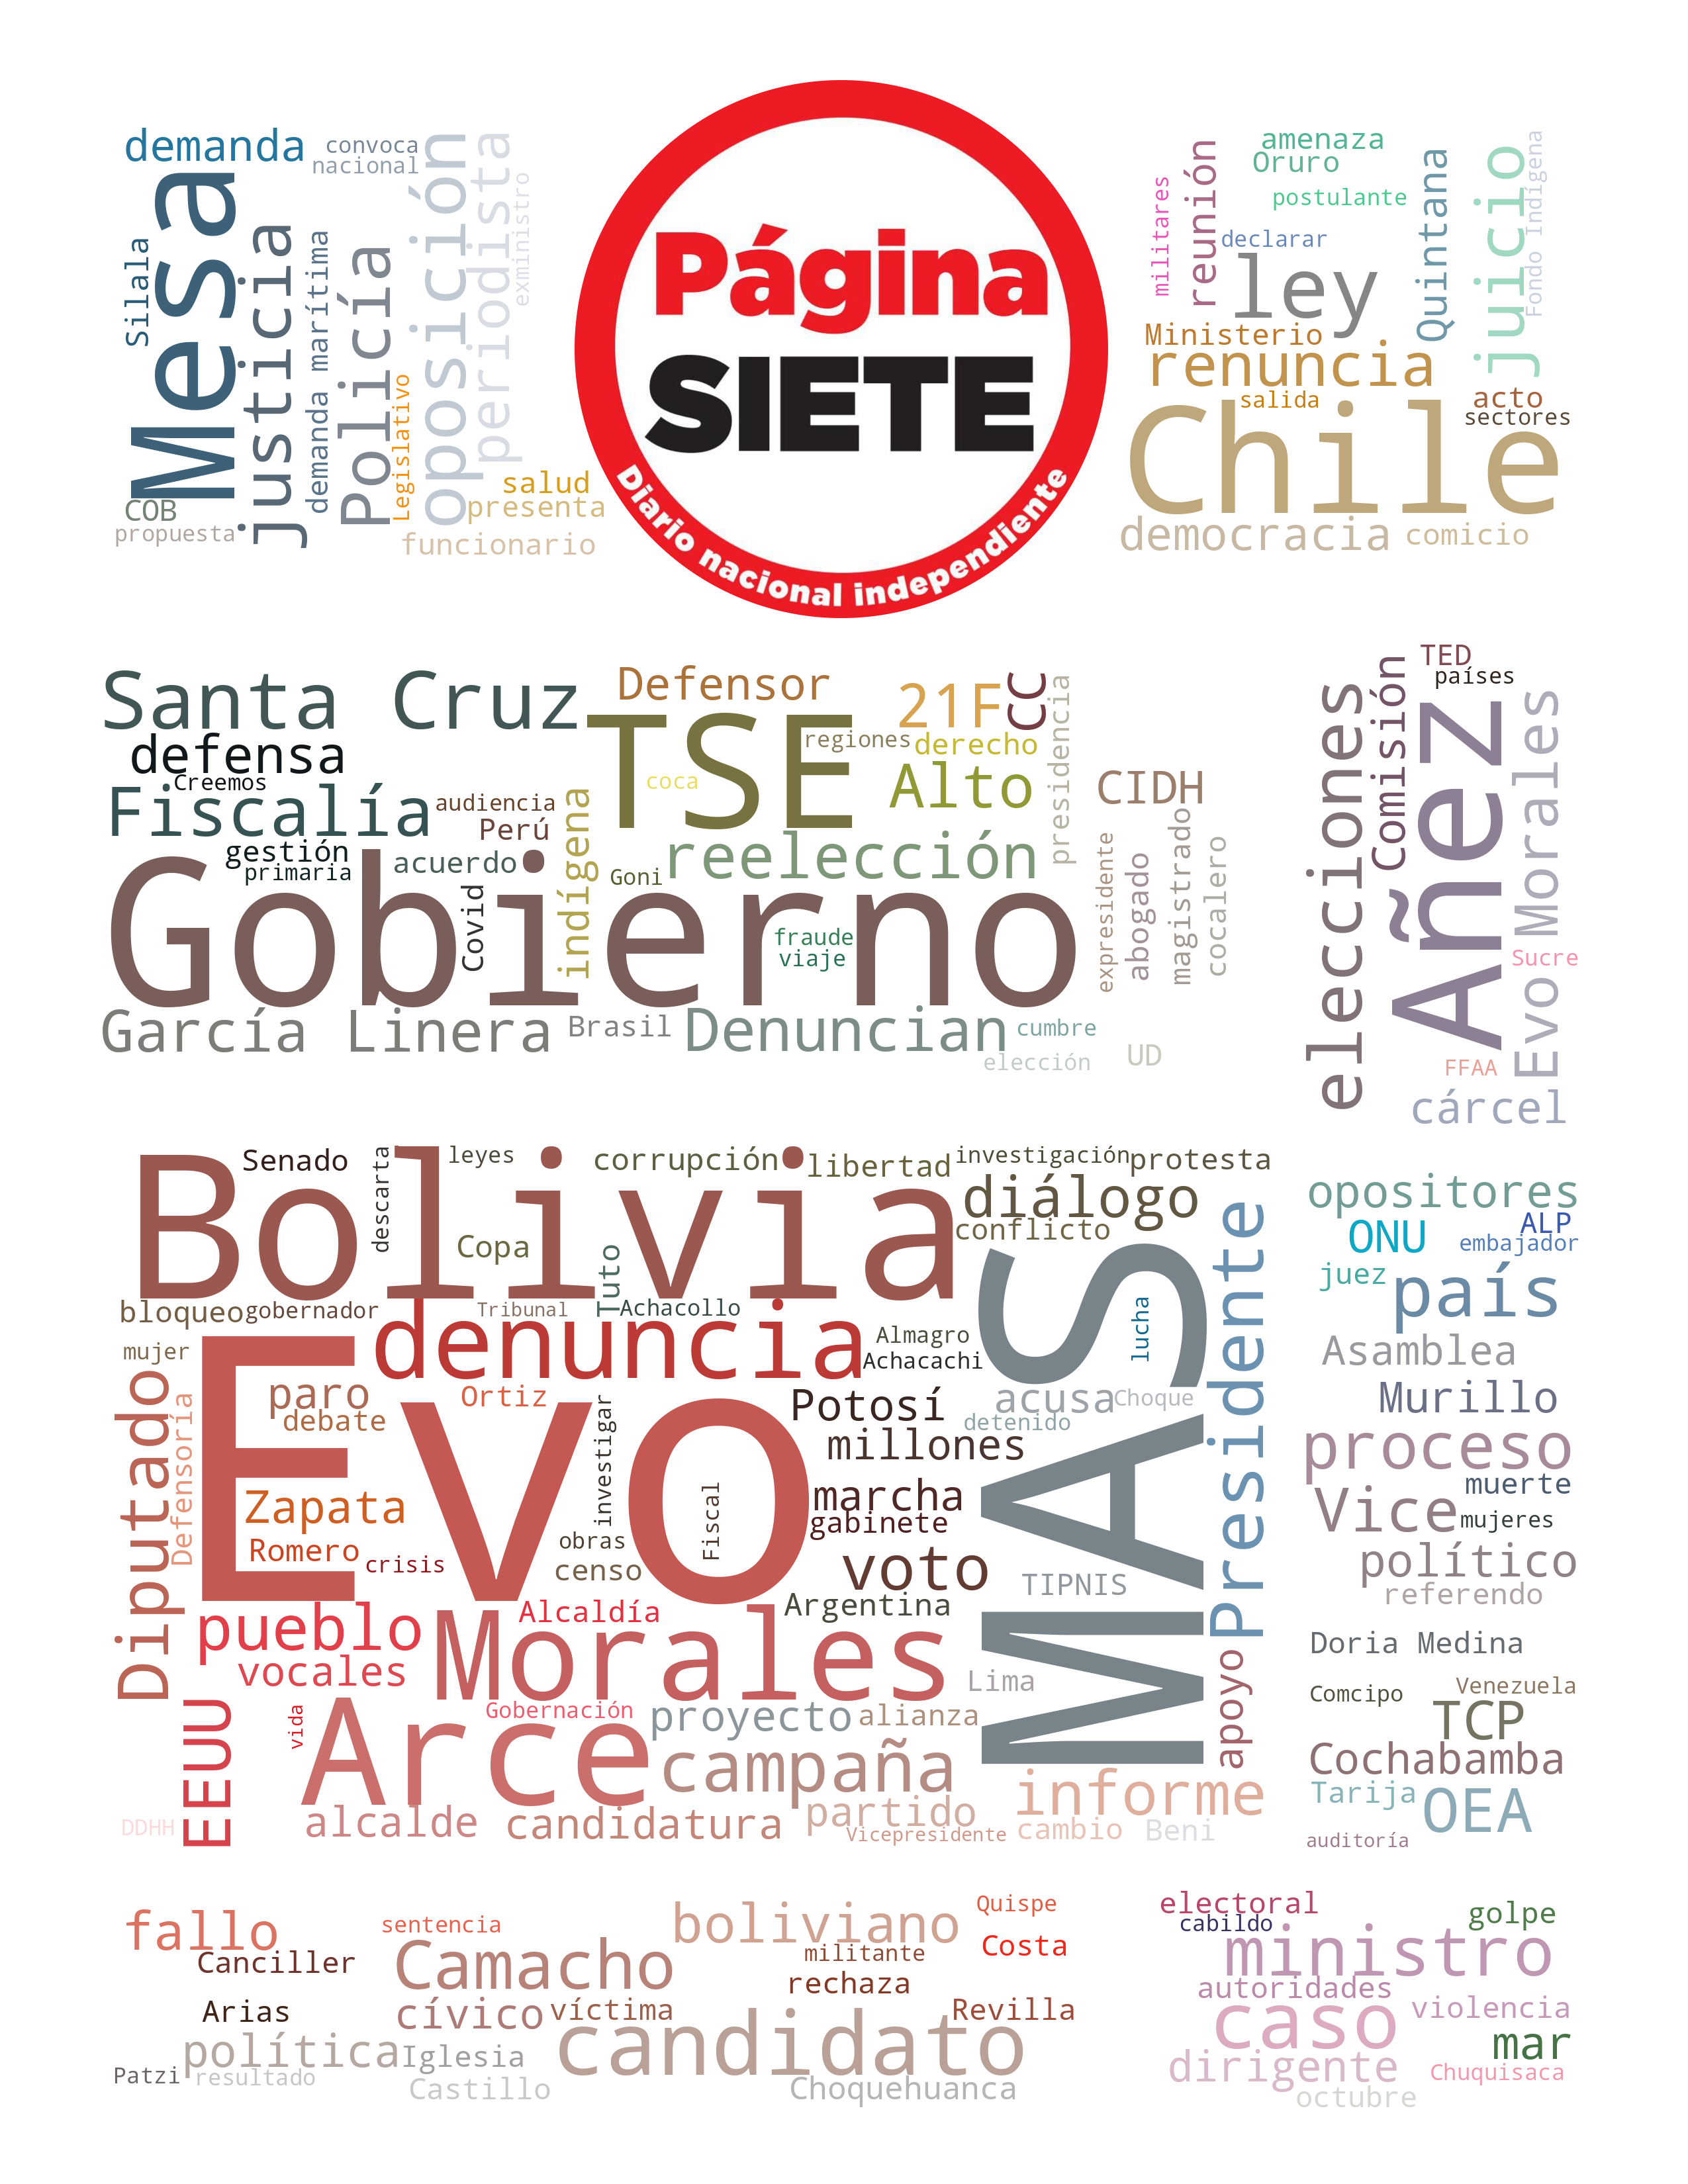 demanda
convoca
nacional
Mesa
Silala
justicia
demanda marítima
Policía
Legislativo
oposición
periodista
exministro
COB
propuesta
salud
presenta
funcionario
Página
SIETE
Diario nacional independiente
amenaza
Oruro
postulante
militares
reunión
declarar
ley
Quintana
juicio
Fondo Indígena
Ministerio
renuncia
salida
acto
sectores
Chile
democracia
comicio
Santa Cruz
defensa
Creemos
Fiscalía
audiencia
Perú
gestión
primaria
acuerdo
Defensor
TSE
regiones
coca
21F
CC
derecho
Alto
presidencia
CIDH
indígena
Goni
reelección
Gobierno
Covid
fraude
viaje
expresidente
abogado
magistrado
cocalero
García Linera
Brasil
Denuncian
cumbre
elección
UD
TED
países
elecciones
Comisión
Añez
Evo Morales
Sucre
FFAA
cárcel
Bolivia
Senado
descarta
leyes
Copa
corrupción
libertad
investigación
protesta
diálogo
conflicto
Tuto
bloqueo
gobernador
Tribunal
Achacollo
denuncia
Almagro
Achacachi
mujer
Diputado
Defensoría
Evo
paro
debate
Ortiz
investigar
Zapata
Romero
crisis
obras
censo
Fiscal
Potosí
millones
marcha
gabinete
voto
Argentina
MAS
lucha
acusa
Choque
detenido
TIPNIS
Presidente
apoyo
pueblo
vocales
Alcaldía
Morales
Lima
EEUU
vida
Arce
Gobernación
proyecto
alianza
campaña
informe
DDHH
alcalde
candidatura
partido
Vicepresidente
cambio
Beni
opositores
ONU
ALP
embajador
juez
país
Asamblea
Murillo
proceso
muerte
Vice
mujeres
político
referendo
Doria Medina
Comcipo
Venezuela
TCP
Cochabamba
Tarija
OEA
auditoría
fallo
Canciller
sentencia
Camacho
boliviano
Quispe
Costa
militante
rechaza
Arias
cívico
víctima
Revilla
candidato
política
Iglesia
Patzi
resultado
Castillo
Choquehuanca
electoral
cabildo
golpe
ministro
autoridades
caso
violencia
mar
dirigente
Chuquisaca
octubre